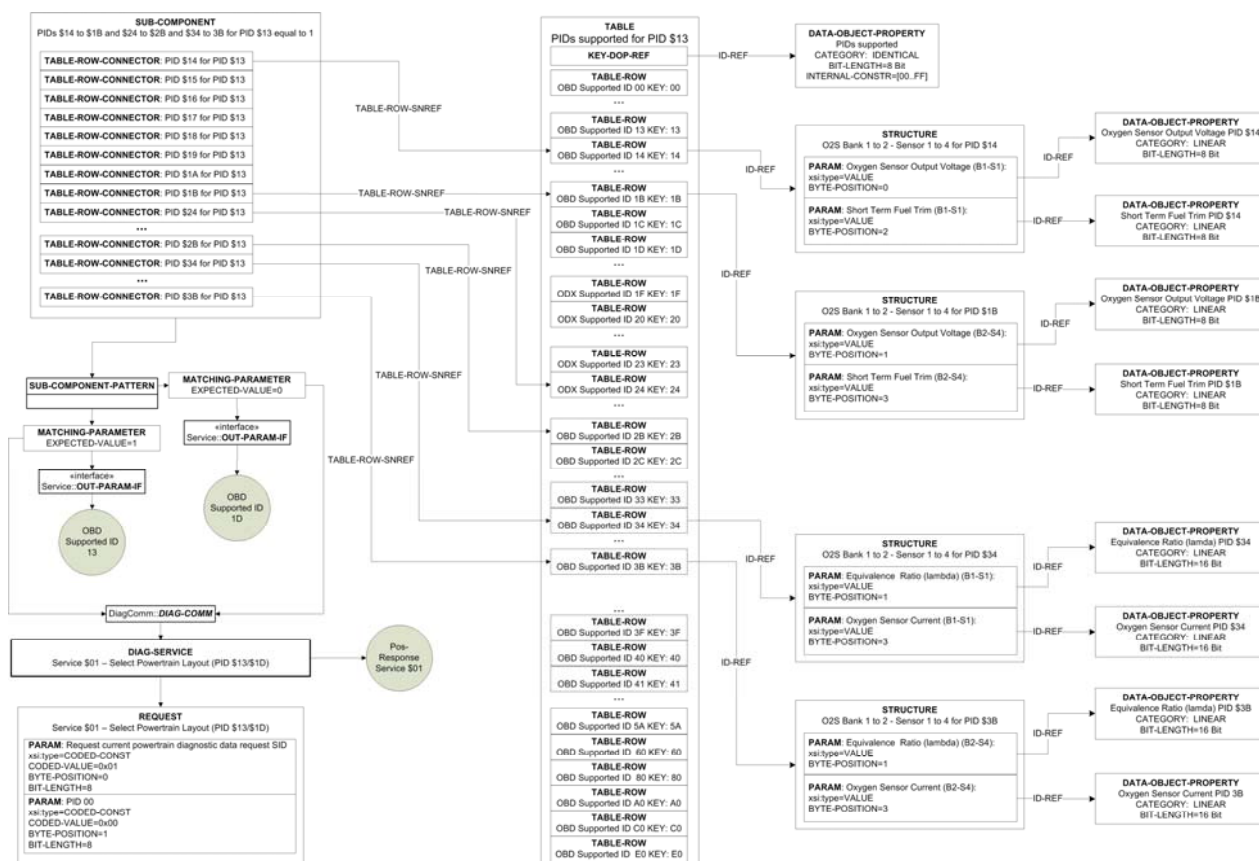 SUB-COMPONENT
PIDs $14 to $1B and $24 to $2B and $34 to 3B for PID $13 equal to 1
TABLE-ROW-CONNECTOR: PID $14 for PID $13
TABLE-ROW-CONNECTOR: PID $15 for PID $13
TABLE-ROW-CONNECTOR: PID $16 for PID $13
TABLE-ROW-CONNECTOR: PID $17 for PID $13
TABLE-ROW-CONNECTOR: PID $18 for PID $13
TABLE-ROW-CONNECTOR: PID $19 for PID $13
TABLE-ROW-CONNECTOR: PID $1A for PID $13
TABLE-ROW-CONNECTOR: PID $1B for PID $13
TABLE-ROW-CONNECTOR: PID $24 for PID $13
...
TABLE-ROW-CONNECTOR: PID $2B for PID $13
TABLE-ROW-CONNECTOR: PID $34 for PID $13
...
TABLE-ROW-CONNECTOR: PID $3B for PID $13
TABLE-ROW-SNREF
TABLE-ROW-SNREF
TABLE-ROW-SNREF
TABLE-ROW-SNREF
TABLE-ROW-SNREF
TABLE-ROW-SNREF
SUB-COMPONENT-PATTERN
MATCHING-PARAMETER
EXPECTED-VALUE=0
MATCHING-PARAMETER
EXPECTED-VALUE=1
«interface»
Service::OUT-PARAM-IF
«interface»
Service::OUT-PARAM-IF
OBD
Supported ID
1D
OBD
Supported ID
13
DiagComm::DIAG-COMM
DIAG-SERVICE
Service $01 – Select Powertrain Layout (PID $13/$1D)
Pos-
Response
Service $01
REQUEST
Service $01 – Select Powertrain Layout (PID $13/$1D)
PARAM: Request current powertrain diagnostic data request SID
xsi:type=CODED-CONST
CODED-VALUE=0x01
BYTE-POSITION=0
BIT-LENGTH=8
PARAM: PID 00
xsi:type=CODED-CONST
CODED-VALUE=0x00
BYTE-POSITION=1
BIT-LENGTH=8
TABLE
PIDs supported for PID $13
KEY-DOP-REF
TABLE-ROW
OBD Supported ID 00 KEY: 00
...
TABLE-ROW
OBD Supported ID 13 KEY: 13
TABLE-ROW
OBD Supported ID 14 KEY: 14
...
TABLE-ROW
OBD Supported ID 1B KEY: 1B
TABLE-ROW
OBD Supported ID 1C KEY: 1C
TABLE-ROW
OBD Supported ID 1D KEY: 1D
...
TABLE-ROW
ODX Supported ID 1F KEY: 1F
TABLE-ROW
ODX Supported ID 20 KEY: 20
...
TABLE-ROW
ODX Supported ID 23 KEY: 23
TABLE-ROW
ODX Supported ID 24 KEY: 24
...
TABLE-ROW
OBD Supported ID 2B KEY: 2B
TABLE-ROW
OBD Supported ID 2C KEY: 2C
...
TABLE-ROW
OBD Supported ID 33 KEY: 33
TABLE-ROW
OBD Supported ID 34 KEY: 34
...
TABLE-ROW
OBD Supported ID 3B KEY: 3B
...
TABLE-ROW
OBD Supported ID 3F KEY: 3F
TABLE-ROW
OBD Supported ID 40 KEY: 40
TABLE-ROW
OBD Supported ID 41 KEY: 41
...
TABLE-ROW
OBD Supported ID 5A KEY: 5A
TABLE-ROW
OBD Supported ID 60 KEY: 60
TABLE-ROW
OBD Supported ID 80 KEY: 80
TABLE-ROW
OBD Supported ID A0 KEY: A0
TABLE-ROW
OBD Supported ID C0 KEY: C0
TABLE-ROW
OBD Supported ID E0 KEY: E0
ID-REF
DATA-OBJECT-PROPERTY
PIDs supported
CATEGORY: IDENTICAL
BIT-LENGTH=8 Bit
INTERNAL-CONSTR=[00..FF]
ID-REF
STRUCTURE
O2S Bank 1 to 2 - Sensor 1 to 4 for PID $14
PARAM: Oxygen Sensor Output Voltage (B1-S1):
xsi:type=VALUE
BYTE-POSITION=0
PARAM: Short Term Fuel Trim (B1-S1):
xsi:type=VALUE
BYTE-POSITION=2
ID-REF
DATA-OBJECT-PROPERTY
Oxygen Sensor Output Voltage PID $14
CATEGORY: LINEAR
BIT-LENGTH=8 Bit
ID-REF
DATA-OBJECT-PROPERTY
Short Term Fuel Trim PID $14
CATEGORY: LINEAR
BIT-LENGTH=8 Bit
ID-REF
STRUCTURE
O2S Bank 1 to 2 - Sensor 1 to 4 for PID $1B
PARAM: Oxygen Sensor Output Voltage (B2-S4):
xsi:type=VALUE
BYTE-POSITION=1
PARAM: Short Term Fuel Trim (B2-S4):
xsi:type=VALUE
BYTE-POSITION=3
ID-REF
DATA-OBJECT-PROPERTY
Oxygen Sensor Output Voltage PID $1B
CATEGORY: LINEAR
BIT-LENGTH=8 Bit
ID-REF
DATA-OBJECT-PROPERTY
Short Term Fuel Trim PID $1B
CATEGORY: LINEAR
BIT-LENGTH=8 Bit
ID-REF
STRUCTURE
O2S Bank 1 to 2 - Sensor 1 to 4 for PID $34
PARAM: Equivalence Ratio (lambda) (B1-S1):
xsi:type=VALUE
BYTE-POSITION=1
PARAM: Oxygen Sensor Current (B1-S1):
xsi:type=VALUE
BYTE-POSITION=3
ID-REF
DATA-OBJECT-PROPERTY
Equivalence Ratio (lamda) PID $34
CATEGORY: LINEAR
BIT-LENGTH=16 Bit
ID-REF
DATA-OBJECT-PROPERTY
Oxygen Sensor Current PID $34
CATEGORY: LINEAR
BIT-LENGTH=16 Bit
ID-REF
STRUCTURE
O2S Bank 1 to 2 - Sensor 1 to 4 for PID $3B
PARAM: Equivalence Ratio (lambda) (B2-S4):
xsi:type=VALUE
BYTE-POSITION=1
PARAM: Oxygen Sensor Current (B2-S4):
xsi:type=VALUE
BYTE-POSITION=3
ID-REF
DATA-OBJECT-PROPERTY
Equivalence Ratio (lamda) PID $3B
CATEGORY: LINEAR
BIT-LENGTH=16 Bit
ID-REF
DATA-OBJECT-PROPERTY
Oxygen Sensor Current PID 3B
CATEGORY: LINEAR
BIT-LENGTH=16 Bit